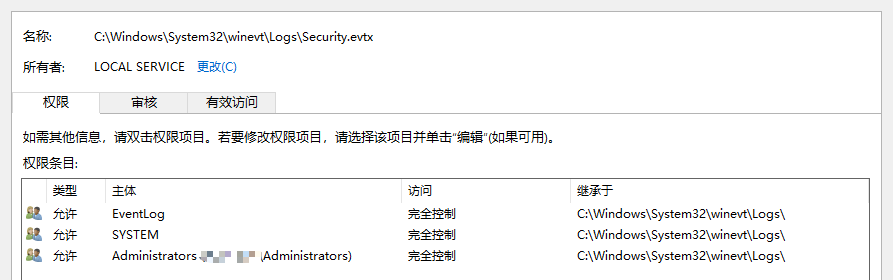 名称: C:\Windows\System32\winevt\Logs\Security.evtx
所有者: LOCAL SERVICE 更改(C)
权限 审核 有效访问
如需其他信息，请双击权限项目。若要修改权限项目，请选择该项目并单击“编辑”(如果可用)。
权限条目:
类型 主体 访问 继承于
允许 EventLog 完全控制 C:\Windows\System32\winevt\Logs\
允许 SYSTEM 完全控制 C:\Windows\System32\winevt\Logs\
允许 Administrators \Administrators) 完全控制 C:\Windows\System32\winevt\Logs\